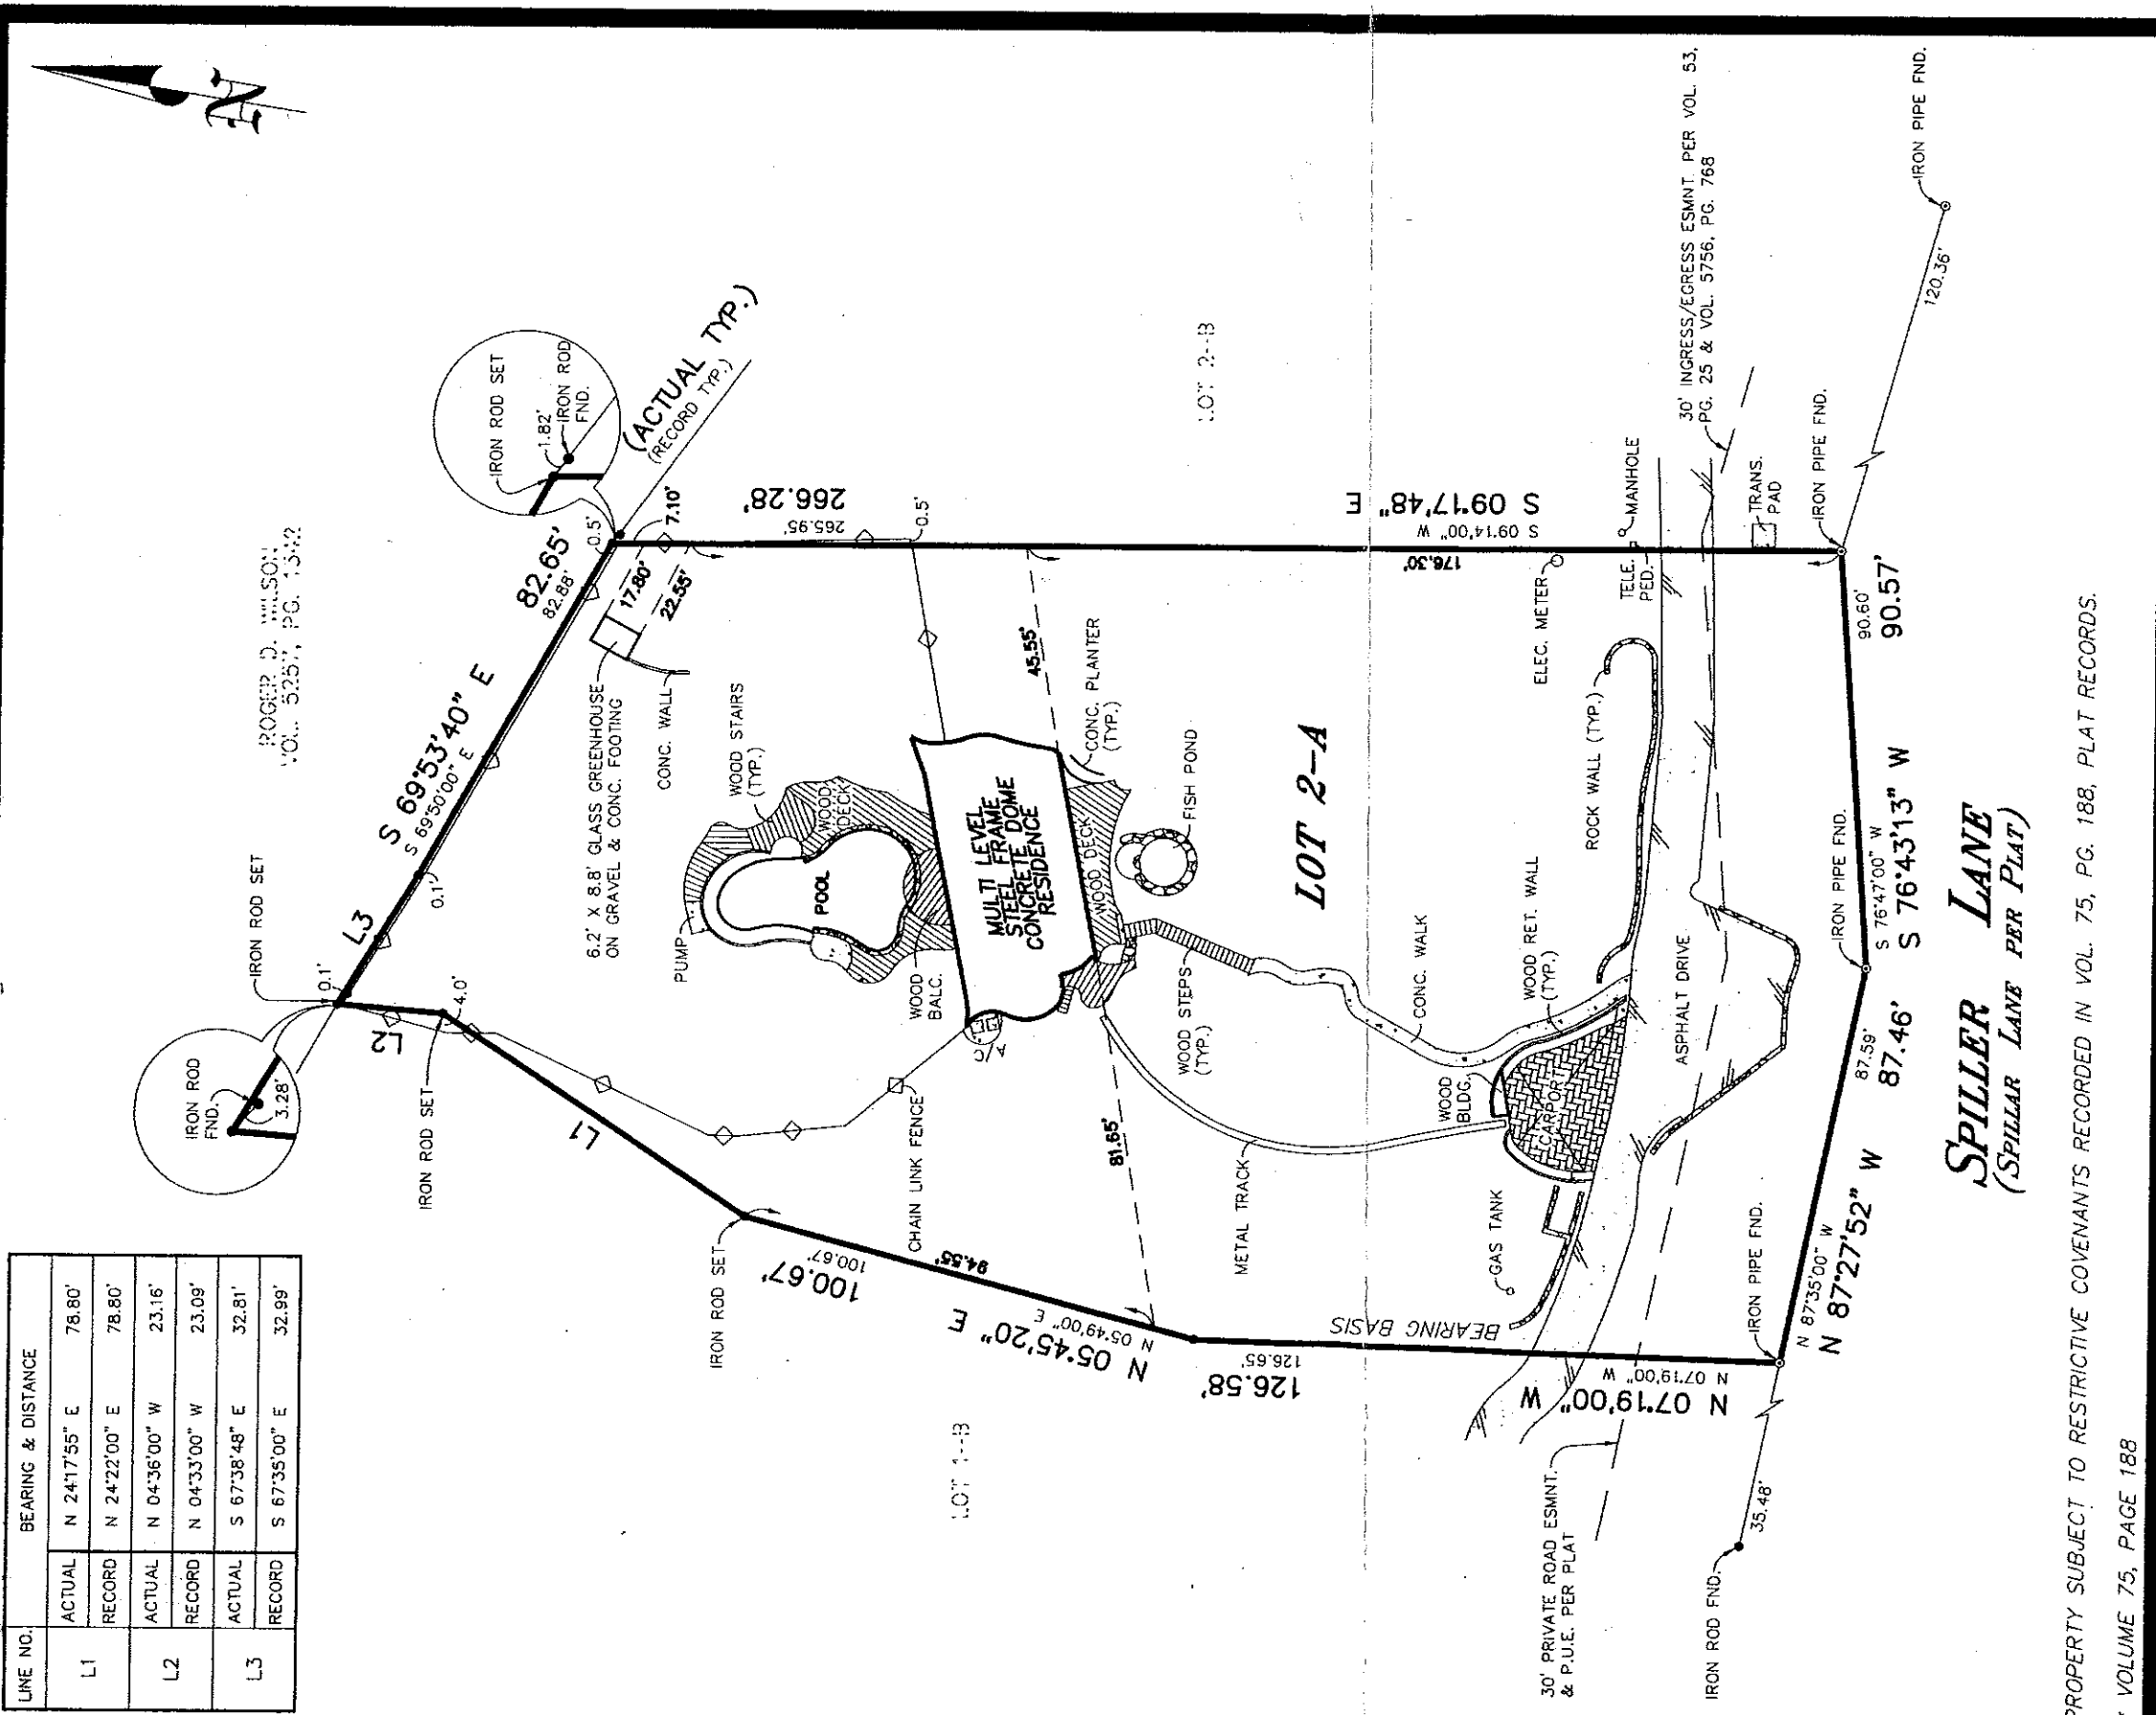 LINE NO. BEARING & DISTANCE
L1 ACTUAL N 24°17'55" E 78.80'
RECORD N 24°22'00" E 78.80'
L2 ACTUAL N 04°36'00" W 23.16'
RECORD N 04°33'00" W 23.09'
L3 ACTUAL S 67°38'48" E 32.81'
RECORD S 67°35'00" E 32.99'
N
ROGER D. WILSON
VOL. 5257, PG.
IRON ROD
FND.
3.28'
IRON ROD SET
0.1'
L3
L2
IRON ROD SET
4.0'
L1
0.1'
S 69°53'40" E
S 69°50'00" E
82.65'
82.88'
0.5'
IRON ROD SET
1.82'
IRON ROD
FND.
(ACTUAL TYP.)
(RECORD TYP.)
7.10'
17.80'
22.55'
266.28'
265.95'
0.5'
6.2' X 8.8' GLASS GREENHOUSE
ON GRAVEL & CONC. FOOTING
CONC. WALL
WOOD STAIRS
(TYP.)
PUMP
POOL
WOOD
DECK
WOOD
BALC.
MULTI LEVEL
STEEL FRAME
CONCRETE DOME
RESIDENCE
A/C
WOOD DECK
CONC. PLANTER
(TYP.)
FISH POND
45.55'
LOT 2-B
IRON ROD SET
100.67'
100.67'
94.55'
N 05°45'20" E
N 05°49'00" E
CHAIN LINK FENCE
81.65'
LOT 1-B
WOOD STEPS
(TYP.)
METAL TRACK
LOT 2-A
CONC. WALK
WOOD RET. WALL
(TYP.)
WOOD
BLDG.
CARPORT
GAS TANK
BEARING BASIS
126.58'
126.65'
N 07°19'00" W
N 07°19'00" W
S 09°17'48" E
S 09°14'00" W
176.30'
ELEC. METER
TELE.
PED.
MANHOLE
ROCK WALL (TYP.)
ASPHALT DRIVE
TRANS.
PAD
30' INGRESS/EGRESS ESMNT. PER VOL. 53,
PG. 25 & VOL. 5756, PG. 768
30' PRIVATE ROAD ESMNT.
& P.U.E. PER PLAT
IRON ROD FND.
35.48'
IRON PIPE FND.
N 87°35'00" W
N 87°27'52" W
87.59'
87.46'
IRON PIPE FND.
S 76°47'00" W
S 76°43'13" W
90.60'
90.57'
IRON PIPE FND.
120.36'
IRON PIPE FND.
SPILLER LANE
(SPILLAR LANE PER PLAT)
PROPERTY SUBJECT TO RESTRICTIVE COVENANTS RECORDED IN VOL. 75, PG. 188, PLAT RECORDS.
VOLUME 75, PAGE 188